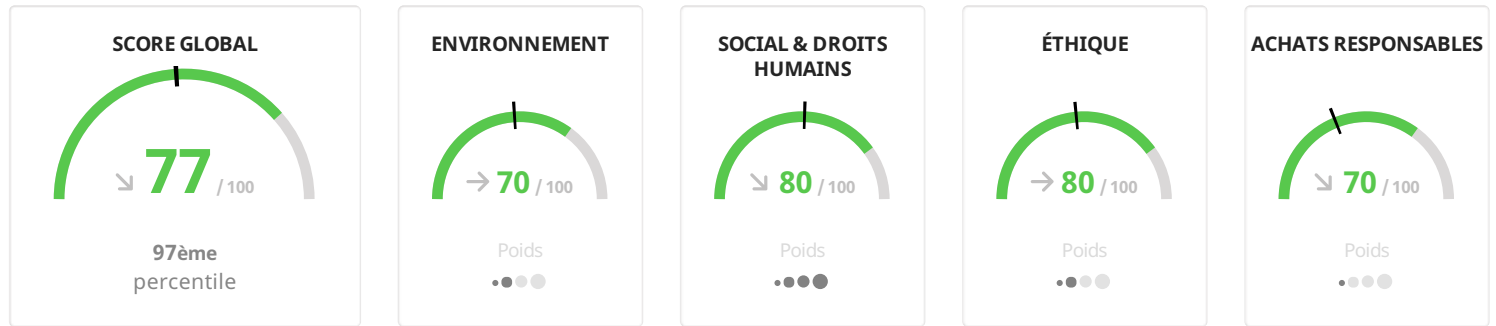 SCORE GLOBAL
77 / 100
97ème
percentile
ENVIRONNEMENT
70 / 100
Poids
SOCIAL & DROITS
HUMAINS
80 / 100
Poids
ÉTHIQUE
80 / 100
Poids
ACHATS RESPONSABLES
70 / 100
Poids